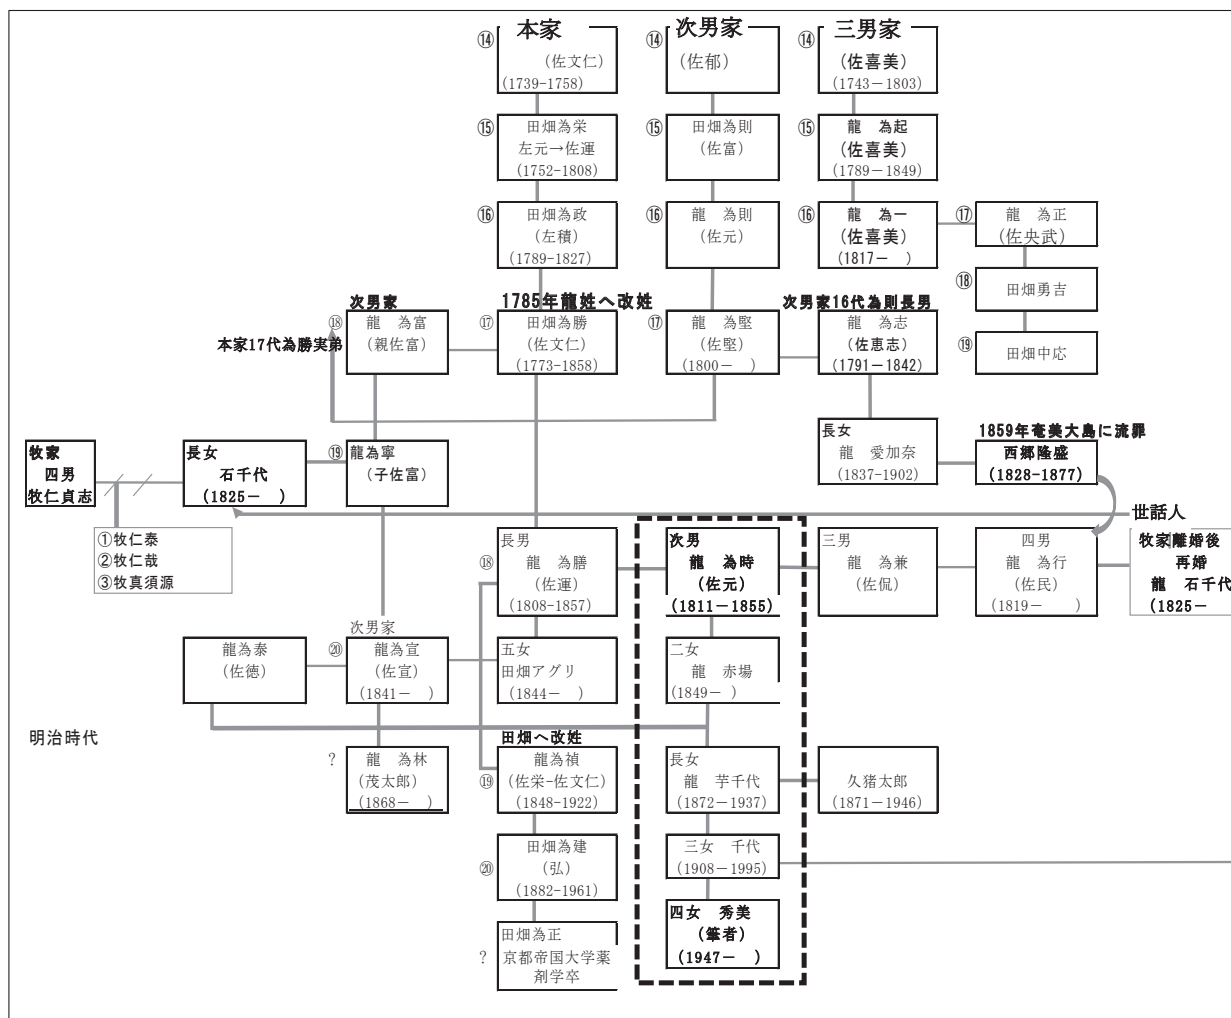 本家
⑭
(佐文仁)
(1739-1758)
⑮
田畑為栄
左元→佐運
(1752-1808)
⑯
田畑為政
(左積)
(1789-1827)
1785年龍姓へ改姓
⑰
田畑為勝
(佐文仁)
(1773-1858)
次男家
⑭
(佐郁)
⑮
田畑為則
(佐富)
⑯
龍 為則
(佐元)
⑰
龍 為堅
(佐堅)
(1800- )
三男家
⑭
(佐喜美)
(1743-1803)
⑮
龍 為起
(佐喜美)
(1789-1849)
⑯
龍 為一
(佐喜美)
(1817- )
⑰
龍 為正
(佐央武)
⑱
田畑勇吉
⑲
田畑中応
次男家16代為則長男
龍 為志
(佐恵志)
(1791-1842)
次男家
⑱
龍 為富
(親佐富)
本家17代為勝実弟
長女
龍 愛加奈
(1837-1902)
1859年奄美大島に流罪
西郷隆盛
(1828-1877)
牧家
四男
牧仁貞志
長女
石千代
(1825- )
⑲
龍為寧
(子佐富)
①牧仁泰
②牧仁哉
③牧真須源
世話人
長男
⑱
龍 為勝
(佐運)
(1808-1857)
次男
龍 為時
(佐元)
(1811-1855)
三男
龍 為兼
(佐侃)
四男
龍 為行
(佐民)
(1819- )
牧家離婚後
再婚
龍 石千代
(1825-
龍為泰
(佐徳)
次男家
⑳
龍為宣
(佐宣)
(1841- )
五女
田畑アグリ
(1844- )
二女
龍 赤場
(1849- )
明治時代
?
龍 為林
(茂太郎)
(1868- )
田畑へ改姓
⑲
龍為禎
(佐栄-佐文仁)
(1848-1922)
長女
龍 芋千代
(1872-1937)
久猪太郎
(1871-1946)
⑳
田畑為建
(弘)
(1882-1961)
三女 千代
(1908-1995)
?
田畑為正
京都帝国大学薬
剤学卒
四女 秀美
(筆者)
(1947- )